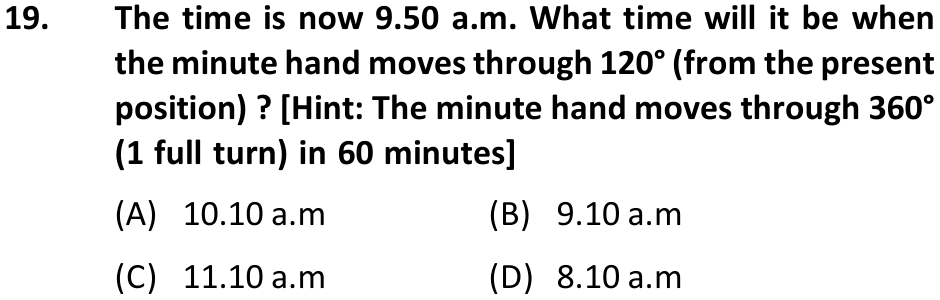 19. The time is now 9.50 a.m. What time will it be when
the minute hand moves through 120° (from the present
position) ? [Hint: The minute hand moves through 360°
(1 full turn) in 60 minutes]
(A) 10.10 a.m (B) 9.10 a.m
(C) 11.10 a.m (D) 8.10 a.m